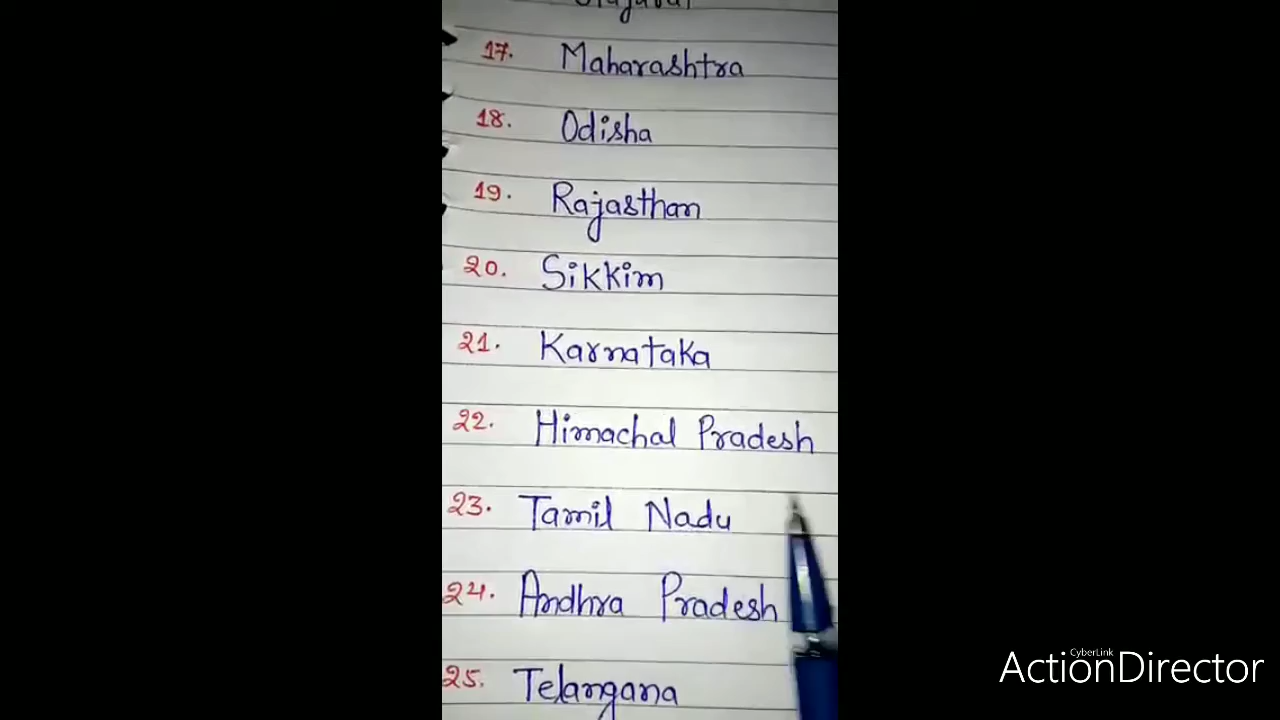 17. Maharashtra
18. Odisha
19. Rajasthan
20. Sikkim
21. Karnataka
22. Himachal Pradesh
23. Tamil Nadu
24. Andhra Pradesh
25. Telangana
CyberLink
ActionDirector